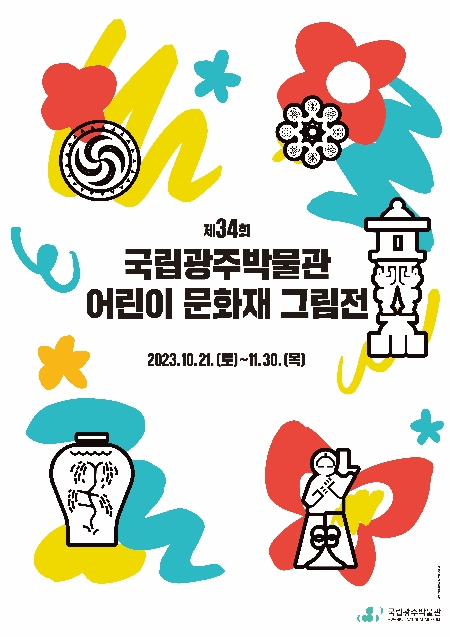 제34회
국립광주박물관
어린이 문화재 그림전
2023.10.21.(토)~11.30.(목)
국립광주박물관